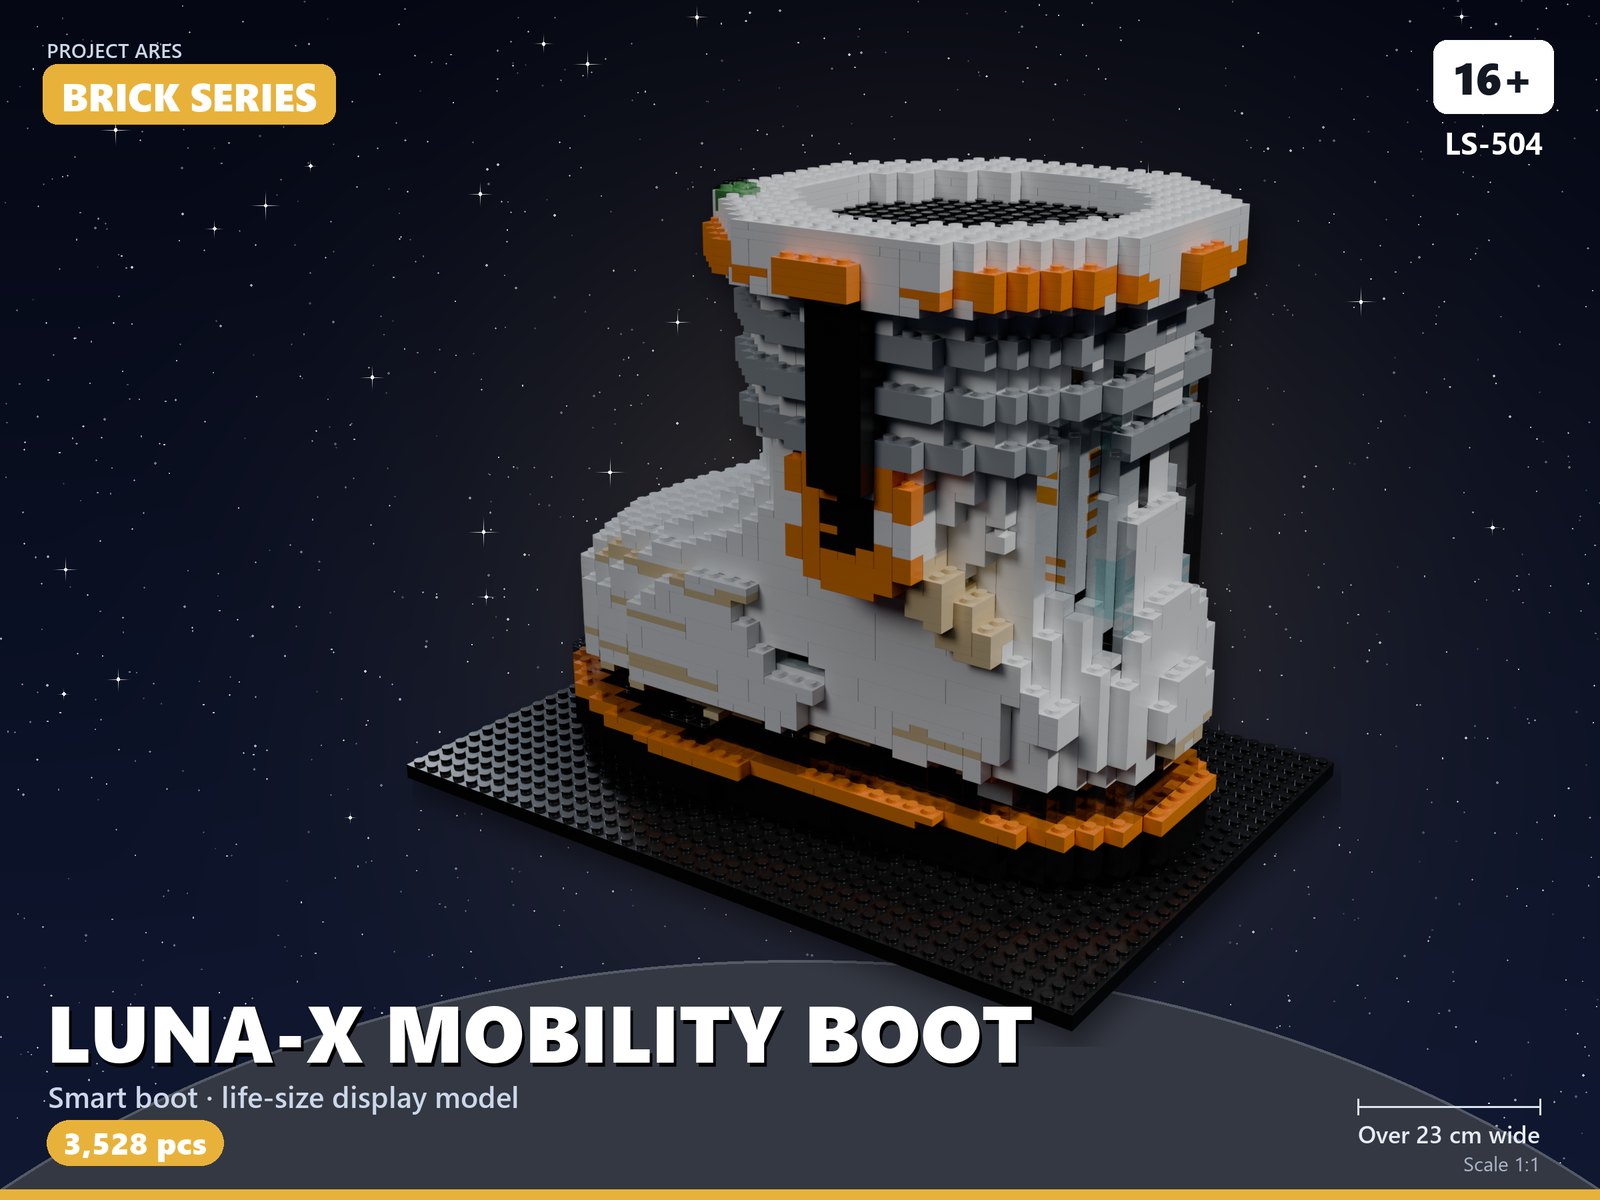 PROJECT ARES
BRICK SERIES
16+
LS-504
LUNA-X MOBILITY BOOT
Smart boot · life-size display model
3,528 pcs
Over 23 cm wide
Scale 1:1